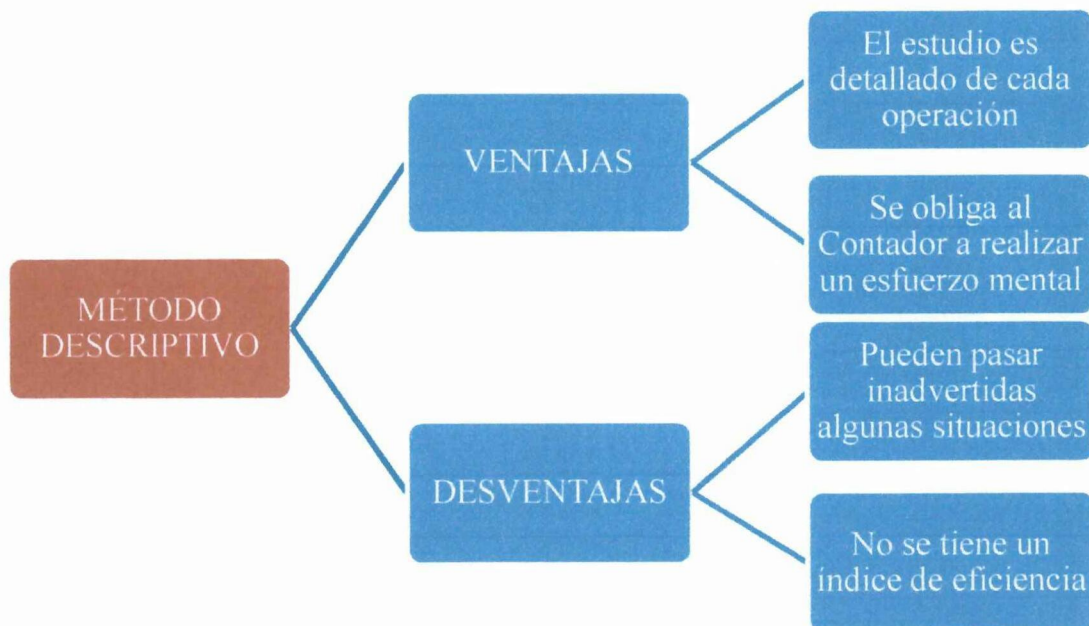 MÉTODO
DESCRIPTIVO
VENTAJAS
El estudio es
detallado de cada
operación
Se obliga al
Contador a realizar
un esfuerzo mental
DESVENTAJAS
Pueden pasar
inadvertidas
algunas situaciones
No se tiene un
índice de eficiencia